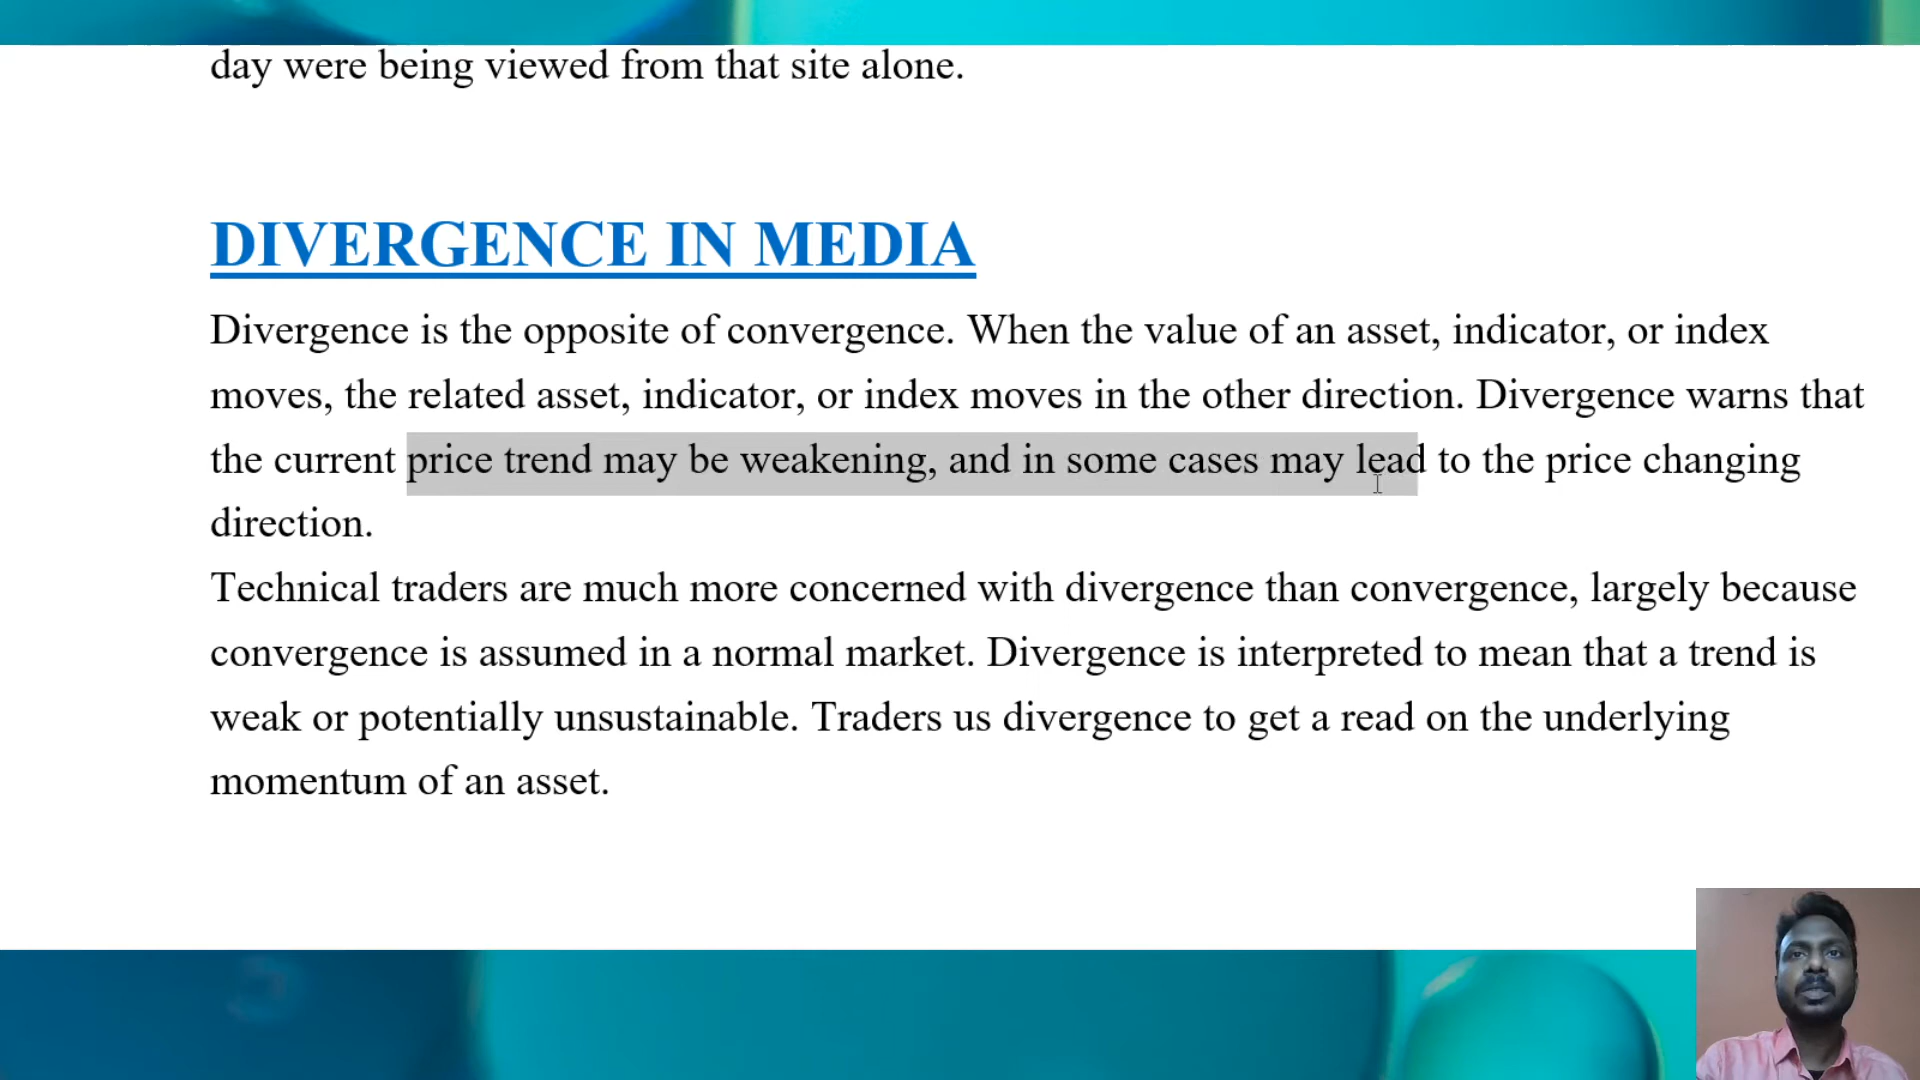 day were being viewed from that site alone.
DIVERGENCE IN MEDIA
Divergence is the opposite of convergence. When the value of an asset, indicator, or index
moves, the related asset, indicator, or index moves in the other direction. Divergence warns that
the current price trend may be weakening, and in some cases may lead to the price changing
direction.
Technical traders are much more concerned with divergence than convergence, largely because
convergence is assumed in a normal market. Divergence is interpreted to mean that a trend is
weak or potentially unsustainable. Traders us divergence to get a read on the underlying
momentum of an asset.